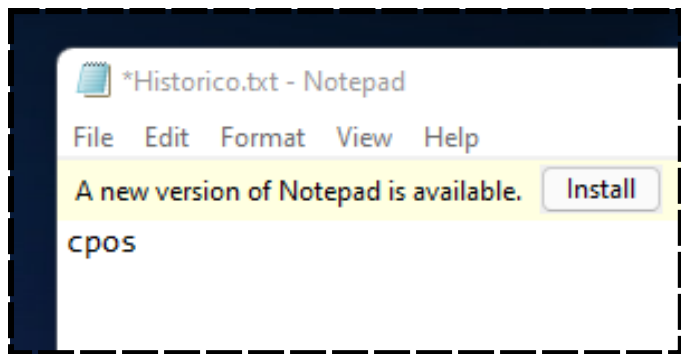 *Historico.txt - Notepad
File Edit Format View Help
A new version of Notepad is available. Install
cpos